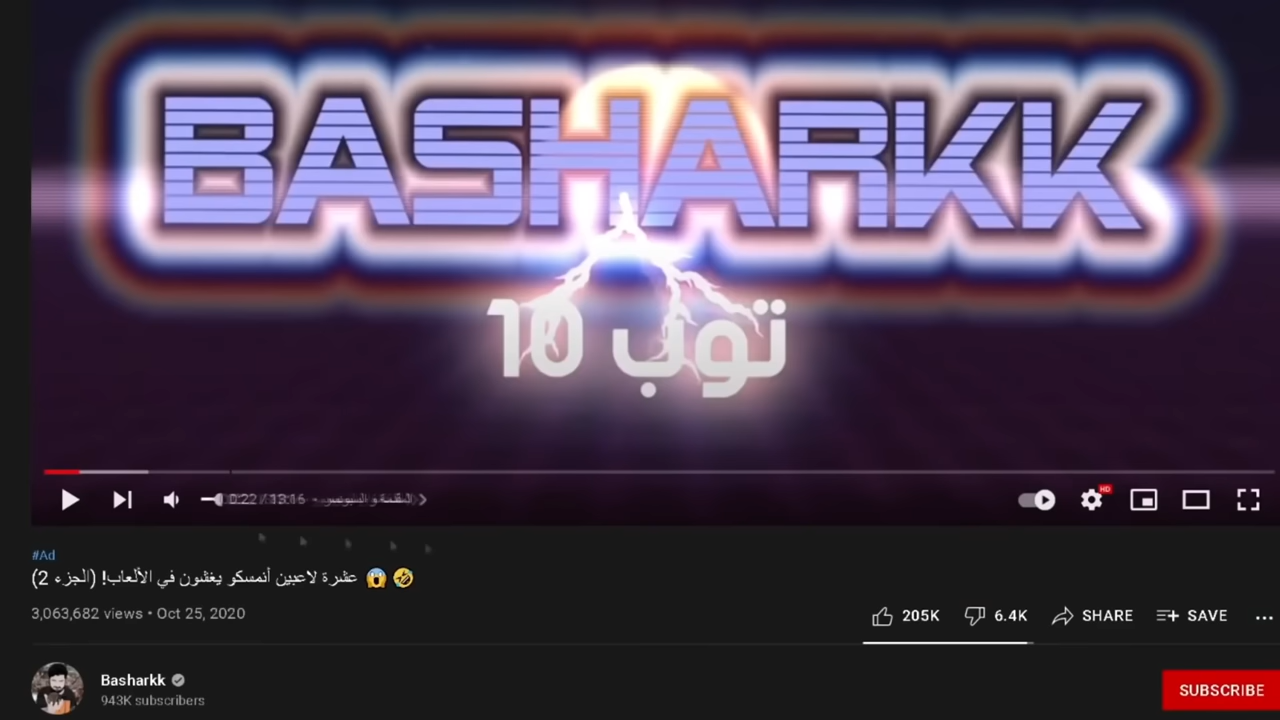 BASHARKK
توب 10
0:22 / 13:16
HD
#Ad
عشرة لاعبين أنمسكو يغشون في الألعاب! (الجزء 2) 😱 🤣
3,063,682 views • Oct 25, 2020
205K
6.4K
SHARE
SAVE
Basharkk
943K subscribers
SUBSCRIBE